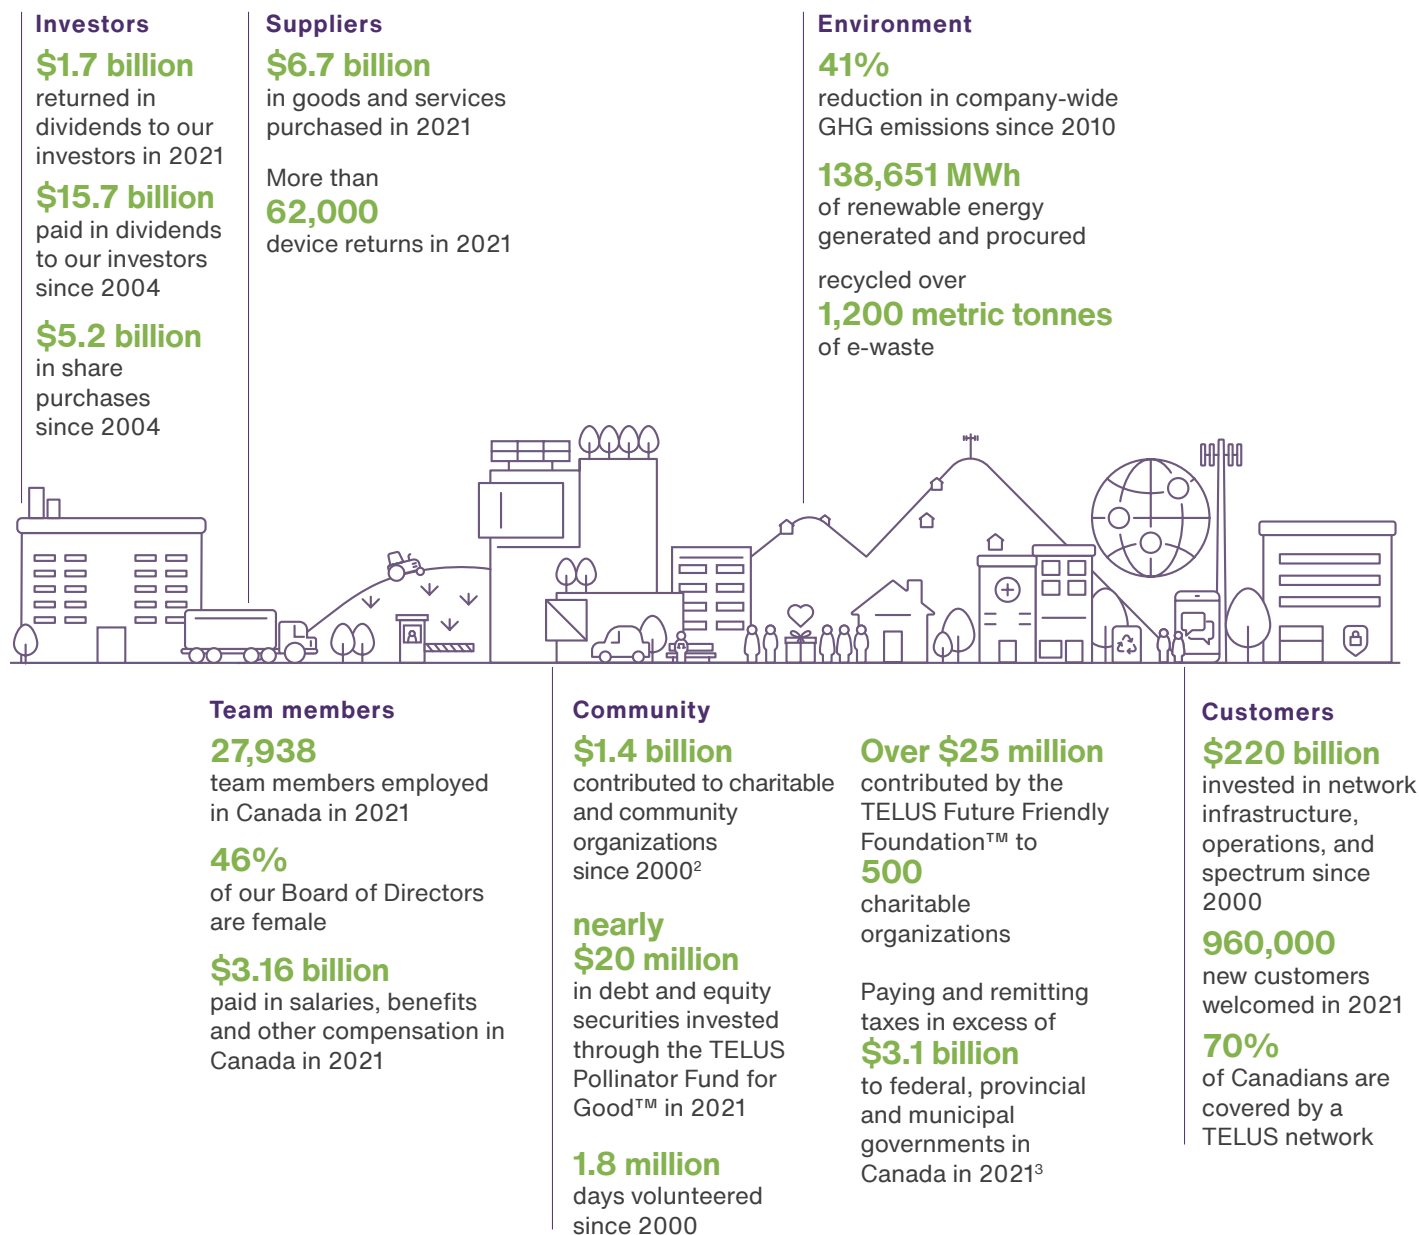 Investors
$1.7 billion
returned in
dividends to our
investors in 2021
$15.7 billion
paid in dividends
to our investors
since 2004
$5.2 billion
in share
purchases
since 2004
Suppliers
$6.7 billion
in goods and services
purchased in 2021
More than
62,000
device returns in 2021
Environment
41%
reduction in company-wide
GHG emissions since 2010
138,651 MWh
of renewable energy
generated and procured
recycled over
1,200 metric tonnes
of e-waste
Team members
27,938
team members employed
in Canada in 2021
46%
of our Board of Directors
are female
$3.16 billion
paid in salaries, benefits
and other compensation in
Canada in 2021
Community
$1.4 billion
contributed to charitable
and community
organizations
since 2000²
nearly
$20 million
in debt and equity
securities invested
through the TELUS
Pollinator Fund for
Good™ in 2021
1.8 million
days volunteered
since 2000
Over $25 million
contributed by the
TELUS Future Friendly
Foundation™ to
500
charitable
organizations
Paying and remitting
taxes in excess of
$3.1 billion
to federal, provincial
and municipal
governments in
Canada in 2021³
Customers
$220 billion
invested in network
infrastructure,
operations, and
spectrum since
2000
960,000
new customers
welcomed in 2021
70%
of Canadians are
covered by a
TELUS network